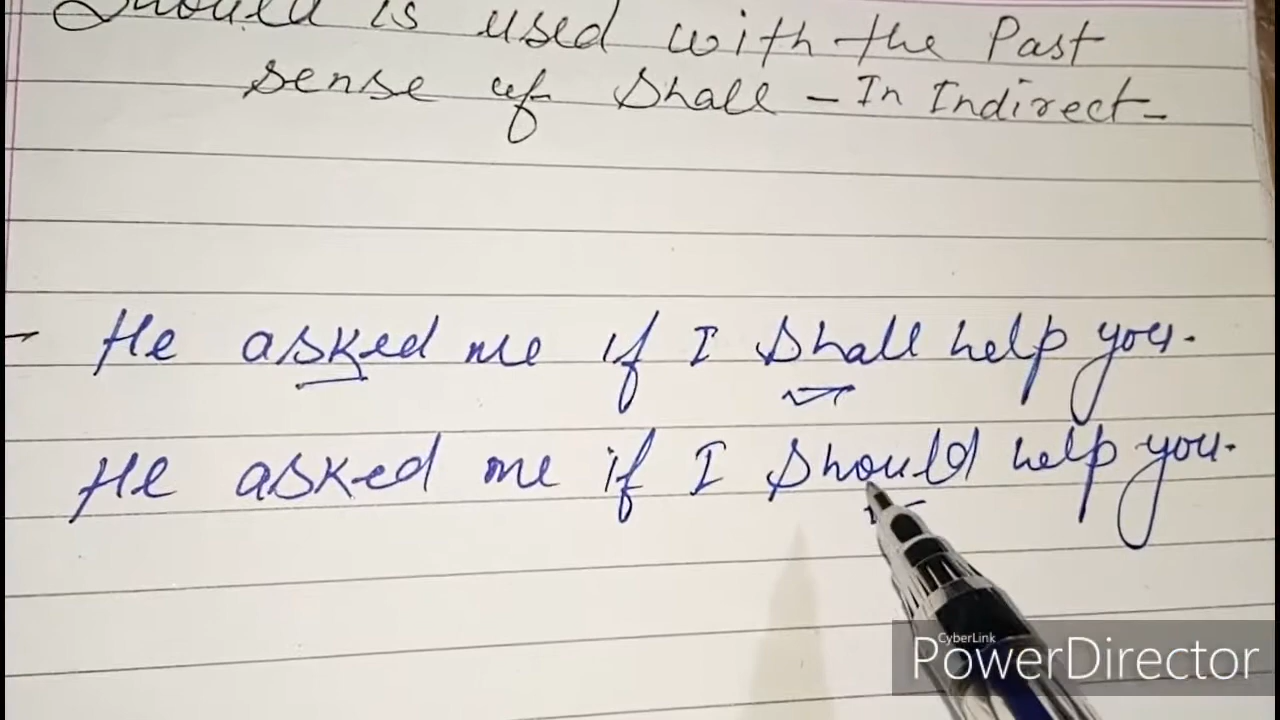 Should is used with the Past
sense of Shall - In Indirect -
- He asked me if I Shall help you.
He asked me if I Should help you.
CyberLink
PowerDirector